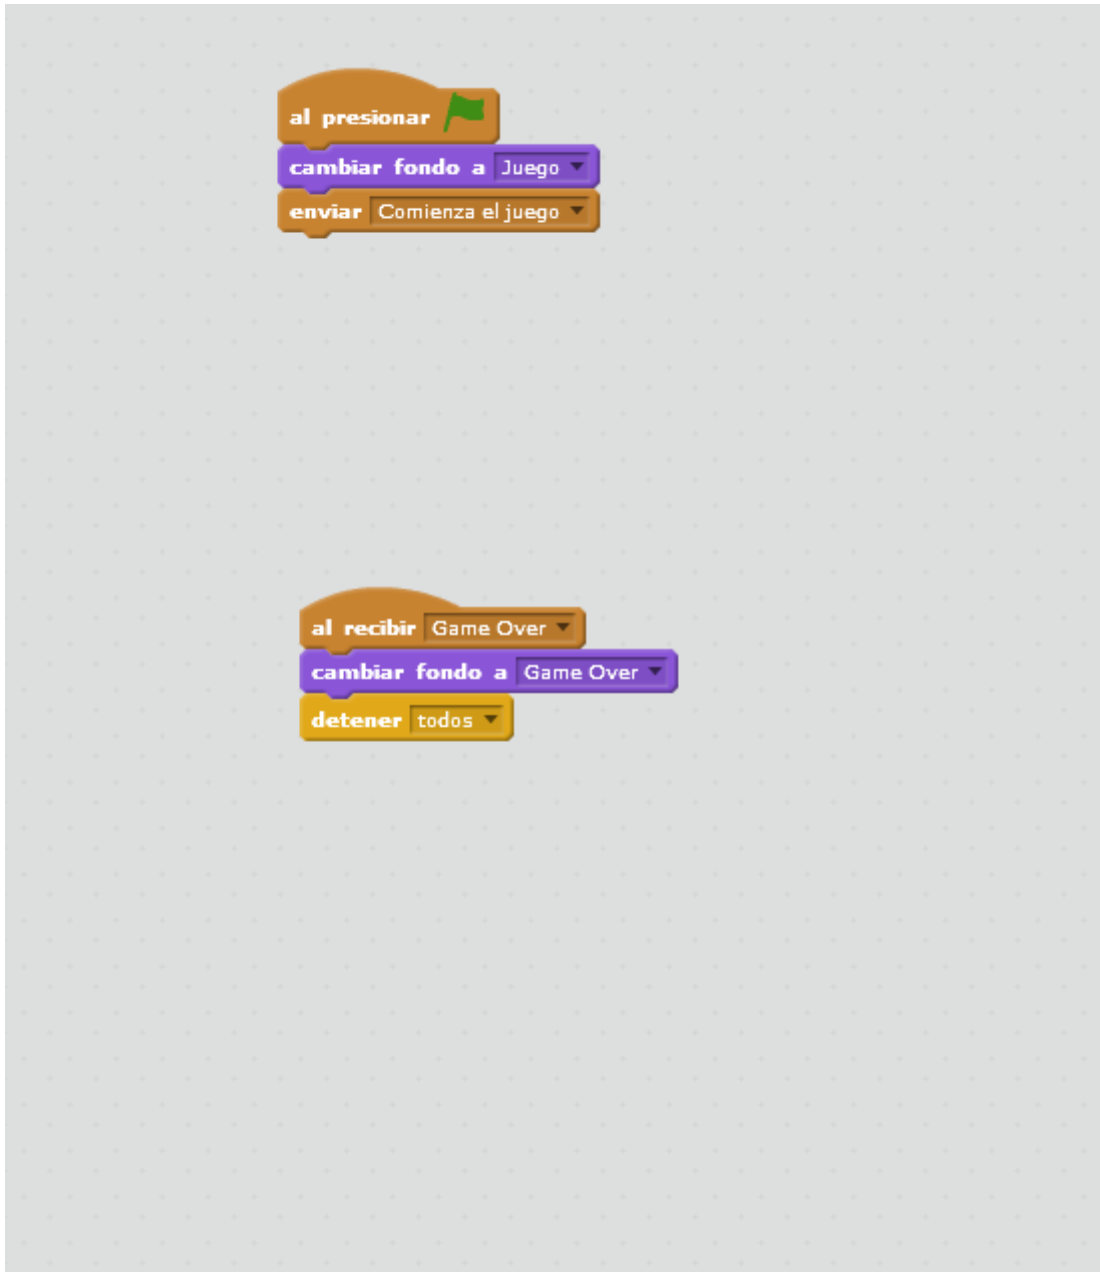 al presionar
cambiar fondo a Juego
enviar Comienza el juego
al recibir Game Over
cambiar fondo a Game Over
detener todos